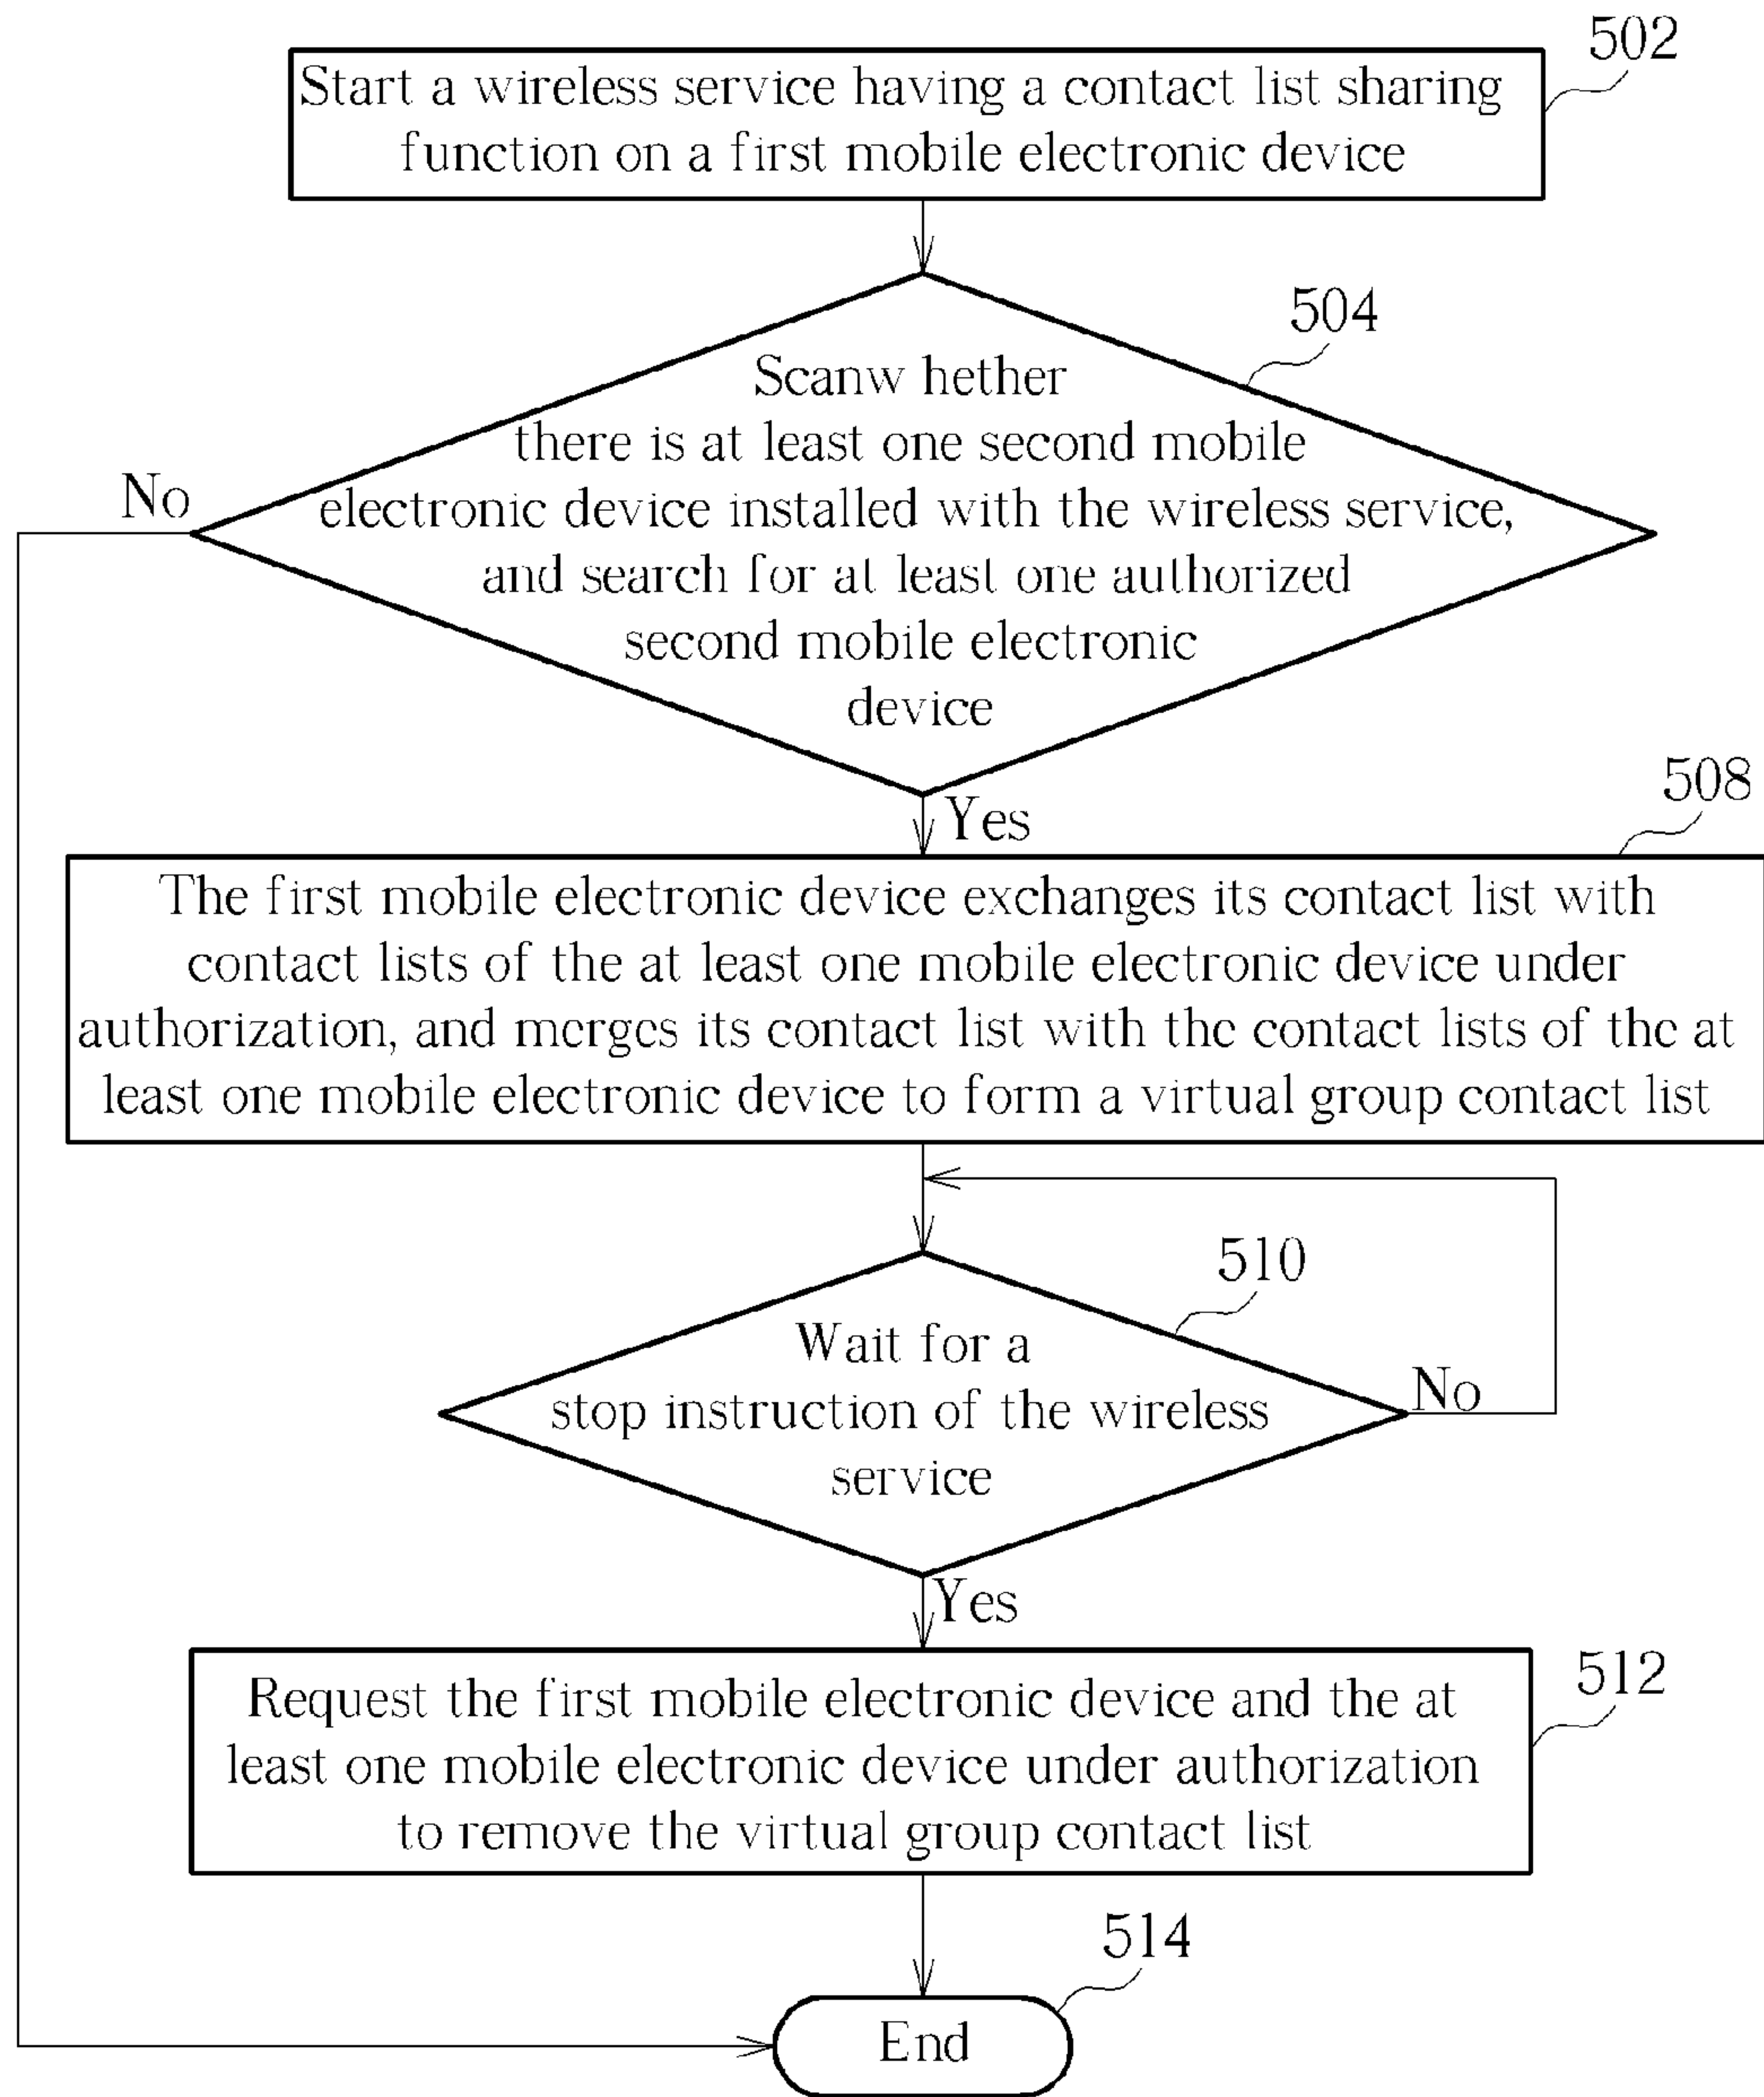 502
Start a wireless service having a contact list sharing
function on a first mobile electronic device
504
Scanw hether
there is at least one second mobile
electronic device installed with the wireless service,
and search for at least one authorized
second mobile electronic
device
No
Yes
508
The first mobile electronic device exchanges its contact list with
contact lists of the at least one mobile electronic device under
authorization, and merges its contact list with the contact lists of the at
least one mobile electronic device to form a virtual group contact list
510
Wait for a
stop instruction of the wireless
service
No
Yes
512
Request the first mobile electronic device and the at
least one mobile electronic device under authorization
to remove the virtual group contact list
514
End